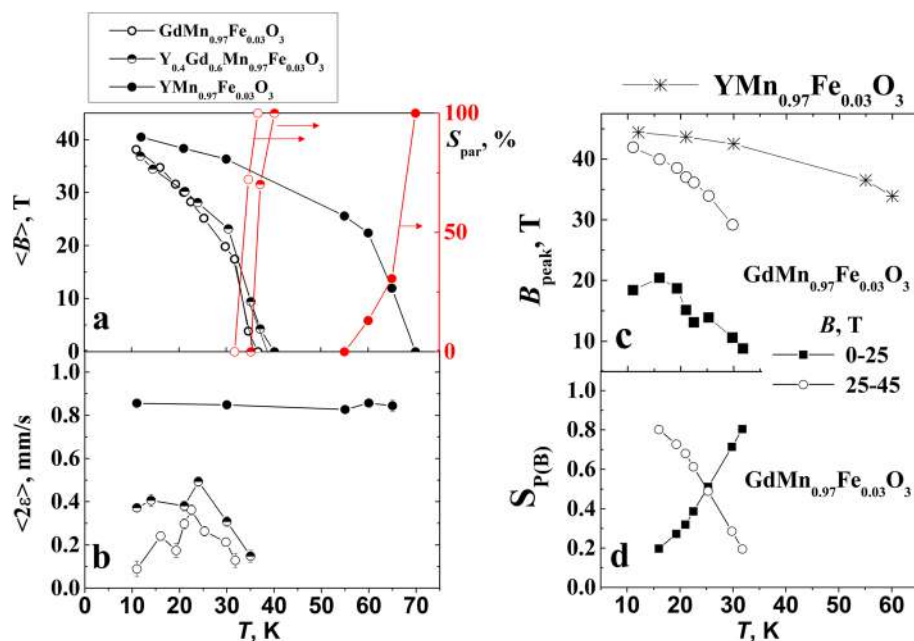 GdMn0.97Fe0.03O3
Y0.4Gd0.6Mn0.97Fe0.03O3
YMn0.97Fe0.03O3
<B>, T
40
30
20
10
0
a
S par, %
100
50
0
<2ε>, mm/s
1.0
0.8
0.6
0.4
0.2
0.0
b
0 10 20 30 40 50 60 70
T, K
YMn0.97Fe0.03O3
B peak, T
40
30
20
10
c
GdMn0.97Fe0.03O3
B, T
0-25
25-45
S P(B)
1.0
0.8
0.6
0.4
0.2
0.0
d
GdMn0.97Fe0.03O3
10 20 30 40 50 60
T, K